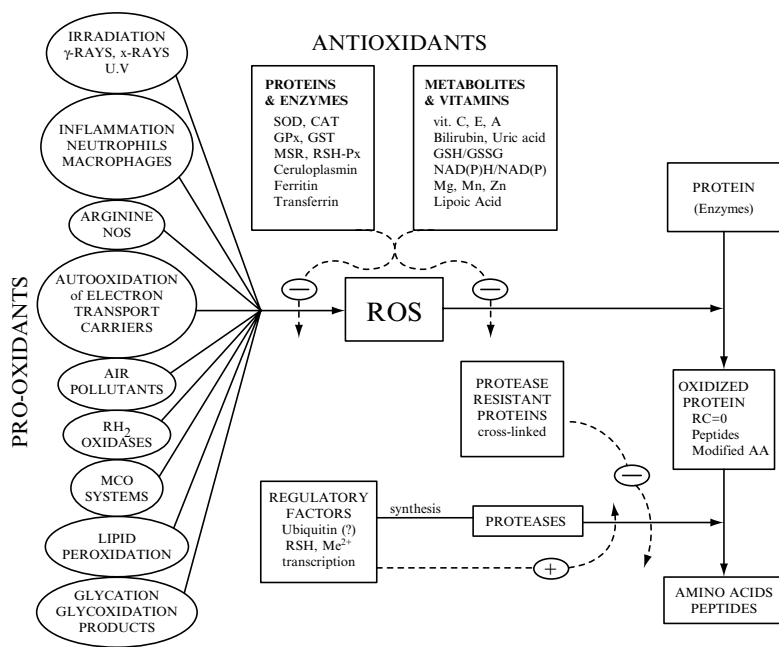 PRO-OXIDANTS
IRRADIATION
γ-RAYS, x-RAYS
U.V
INFLAMMATION
NEUTROPHILS
MACROPHAGES
ARGININE
NOS
AUTOOXIDATION
of ELECTRON
TRANSPORT
CARRIERS
AIR
POLLUTANTS
RH2
OXIDASES
MCO
SYSTEMS
LIPID
PEROXIDATION
GLYCATION
GLYCOXIDATION
PRODUCTS
ANTIOXIDANTS
PROTEINS
& ENZYMES
SOD, CAT
GPx, GST
MSR, RSH-Px
Ceruloplasmin
Ferritin
Transferrin
METABOLITES
& VITAMINS
vit. C, E, A
Bilirubin, Uric acid
GSH/GSSG
NAD(P)H/NAD(P)
Mg, Mn, Zn
Lipoic Acid
−
−
ROS
PROTEIN
(Enzymes)
PROTEASE
RESISTANT
PROTEINS
cross-linked
−
OXIDIZED
PROTEIN
RC=0
Peptides
Modified AA
REGULATORY
FACTORS
Ubiquitin (?)
RSH, Me²⁺
transcription
synthesis
PROTEASES
+
AMINO ACIDS
PEPTIDES